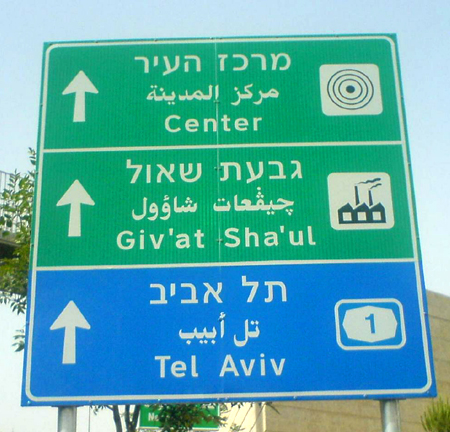 מרכז העיר
مركز المدينة
Center
גבעת שאול
چيڤعات شاؤول
Giv'at Sha'ul
תל אביב
تل أبيب
Tel Aviv
1